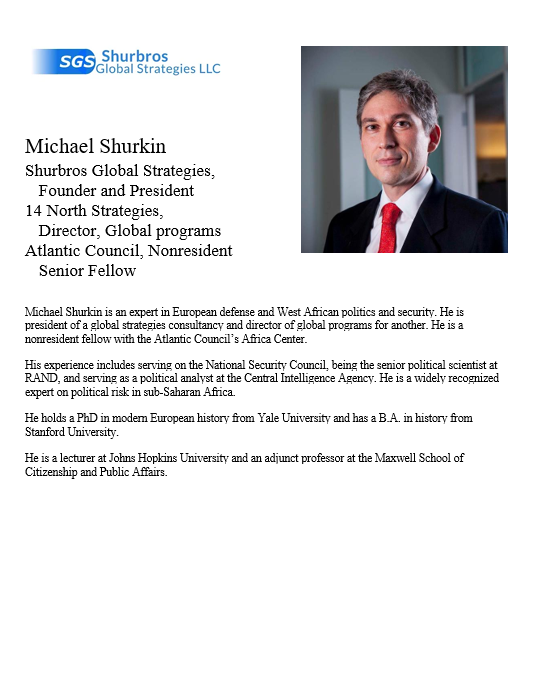 SGS Shurbros
Global Strategies LLC
Michael Shurkin
Shurbros Global Strategies,
Founder and President
14 North Strategies,
Director, Global programs
Atlantic Council, Nonresident
Senior Fellow
Michael Shurkin is an expert in European defense and West African politics and security. He is
president of a global strategies consultancy and director of global programs for another. He is a
nonresident fellow with the Atlantic Council’s Africa Center.
His experience includes serving on the National Security Council, being the senior political scientist at
RAND, and serving as a political analyst at the Central Intelligence Agency. He is a widely recognized
expert on political risk in sub-Saharan Africa.
He holds a PhD in modern European history from Yale University and has a B.A. in history from
Stanford University.
He is a lecturer at Johns Hopkins University and an adjunct professor at the Maxwell School of
Citizenship and Public Affairs.